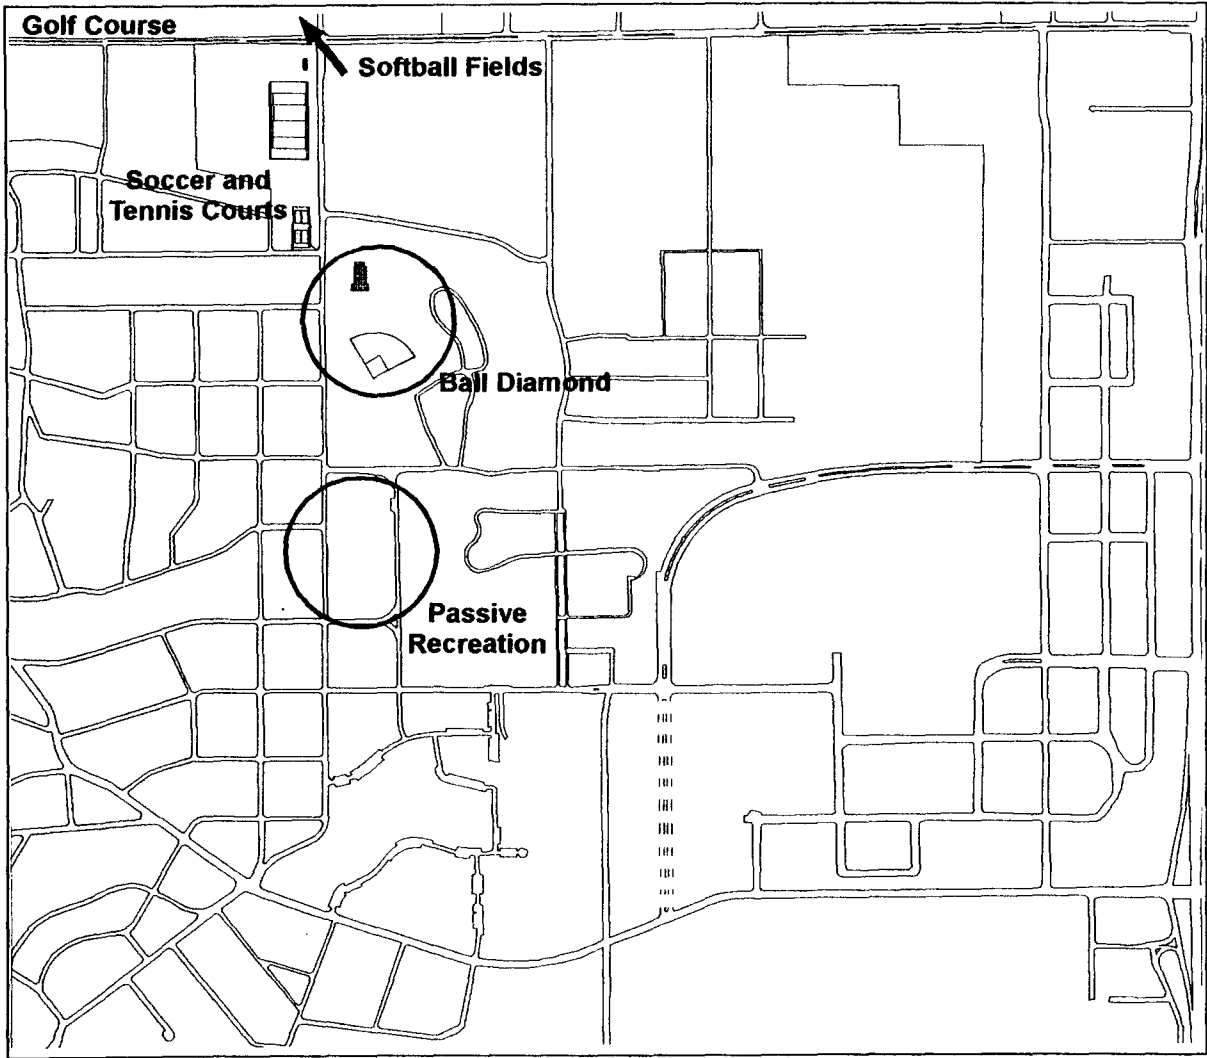 Golf Course
Softball Fields
Soccer and
Tennis Courts
Ball Diamond
Passive
Recreation